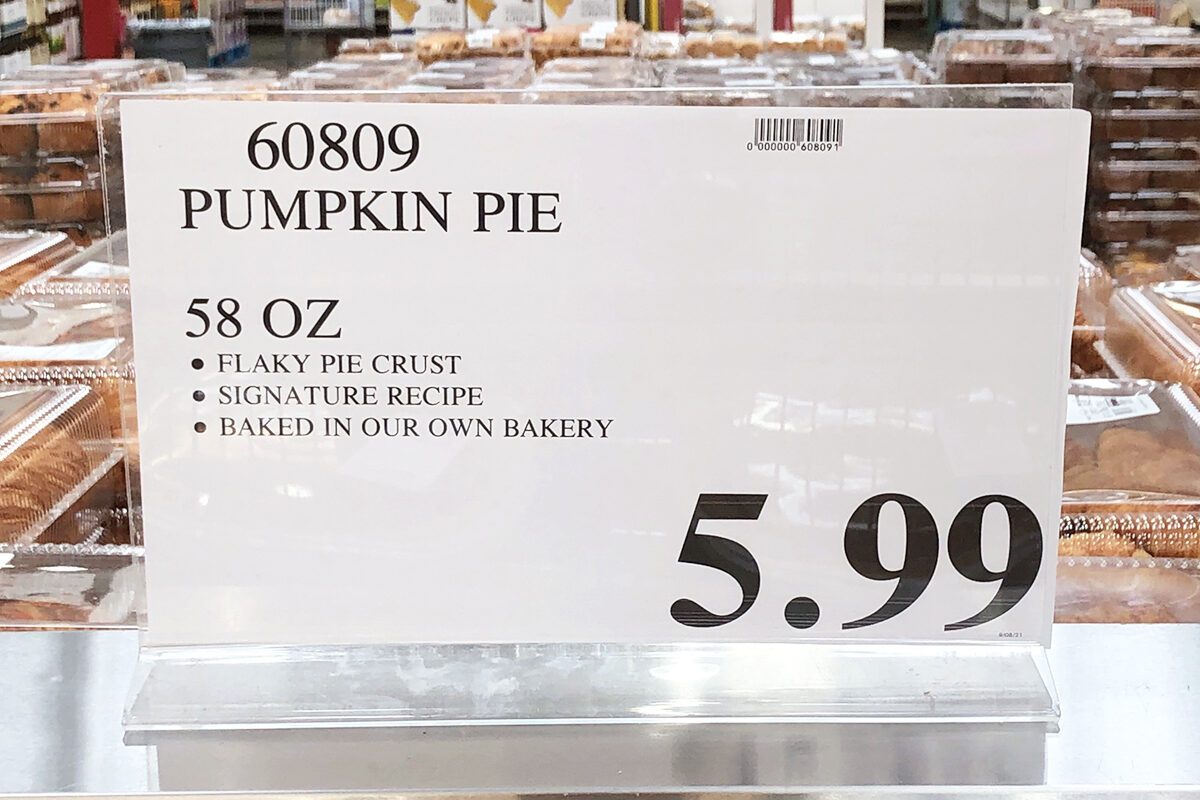 60809
0 000000 608091
PUMPKIN PIE
58 OZ
• FLAKY PIE CRUST
• SIGNATURE RECIPE
• BAKED IN OUR OWN BAKERY
5.99